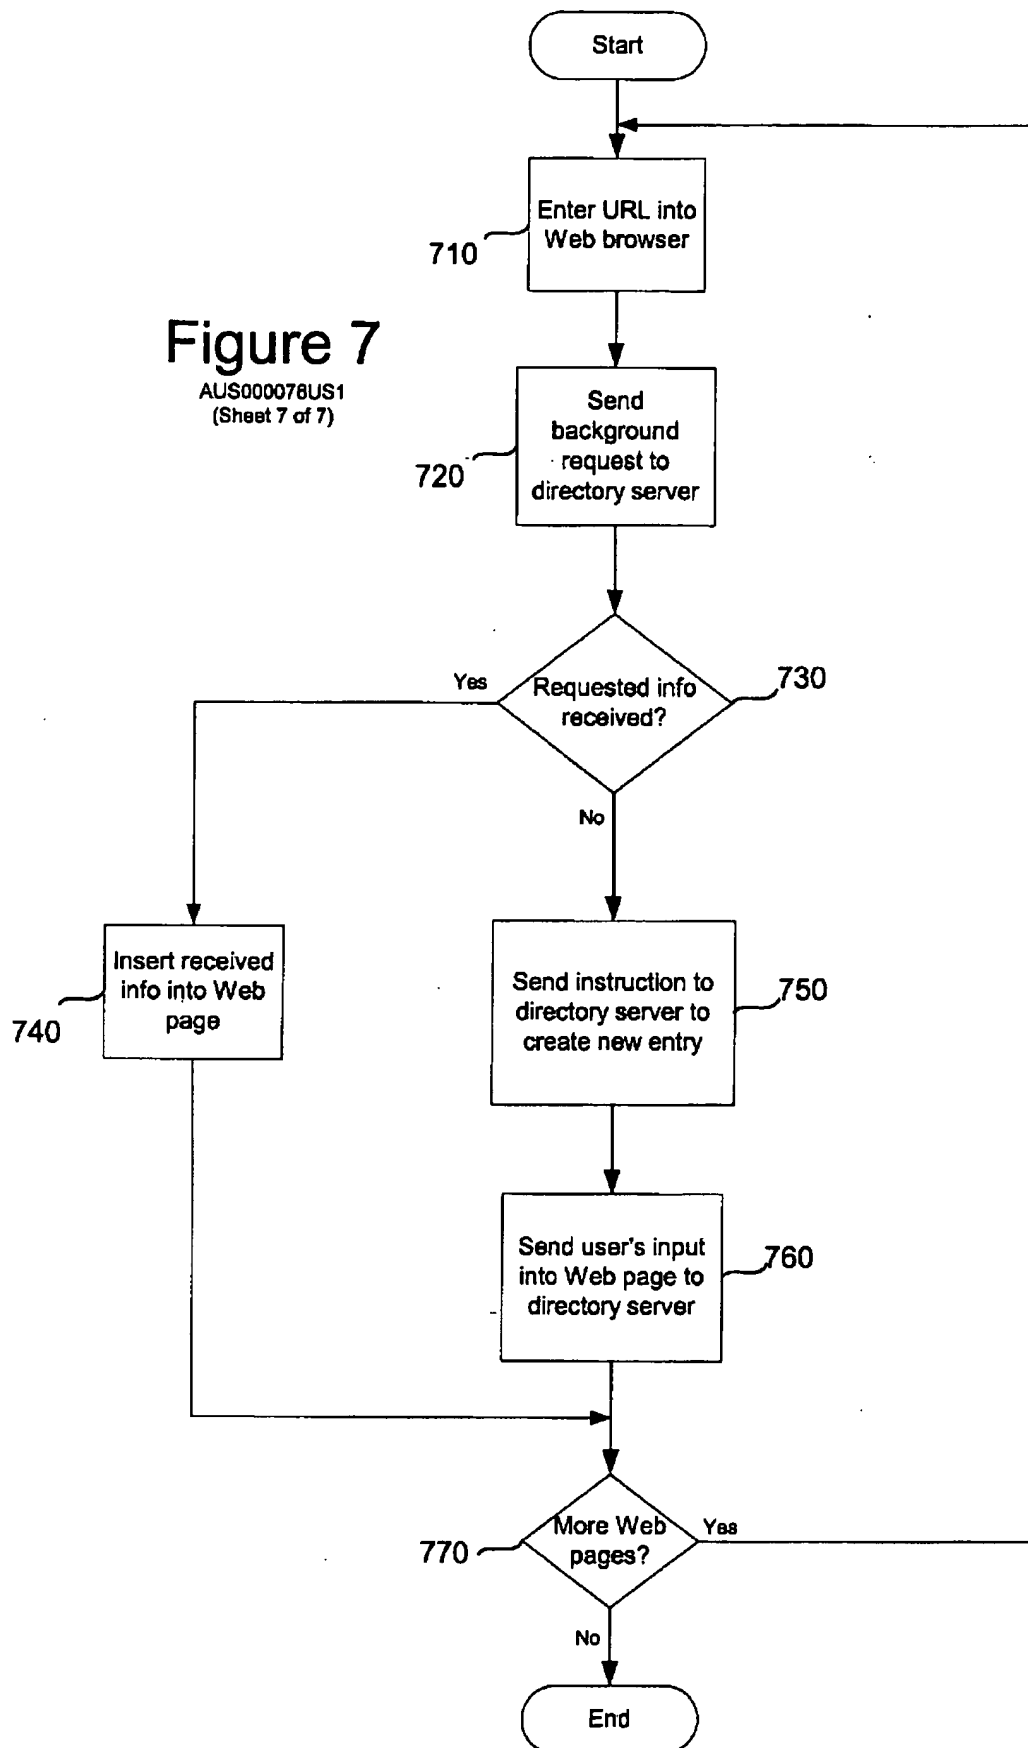 Start
Enter URL into
Web browser
710
Figure 7
AUS000078US1
(Sheet 7 of 7)
Send
background
request to
directory server
720
Yes
Requested info
received?
730
No
Insert received
info into Web
page
740
Send instruction to
directory server to
create new entry
750
Send user's input
into Web page to
directory server
760
More Web
pages?
Yes
770
No
End